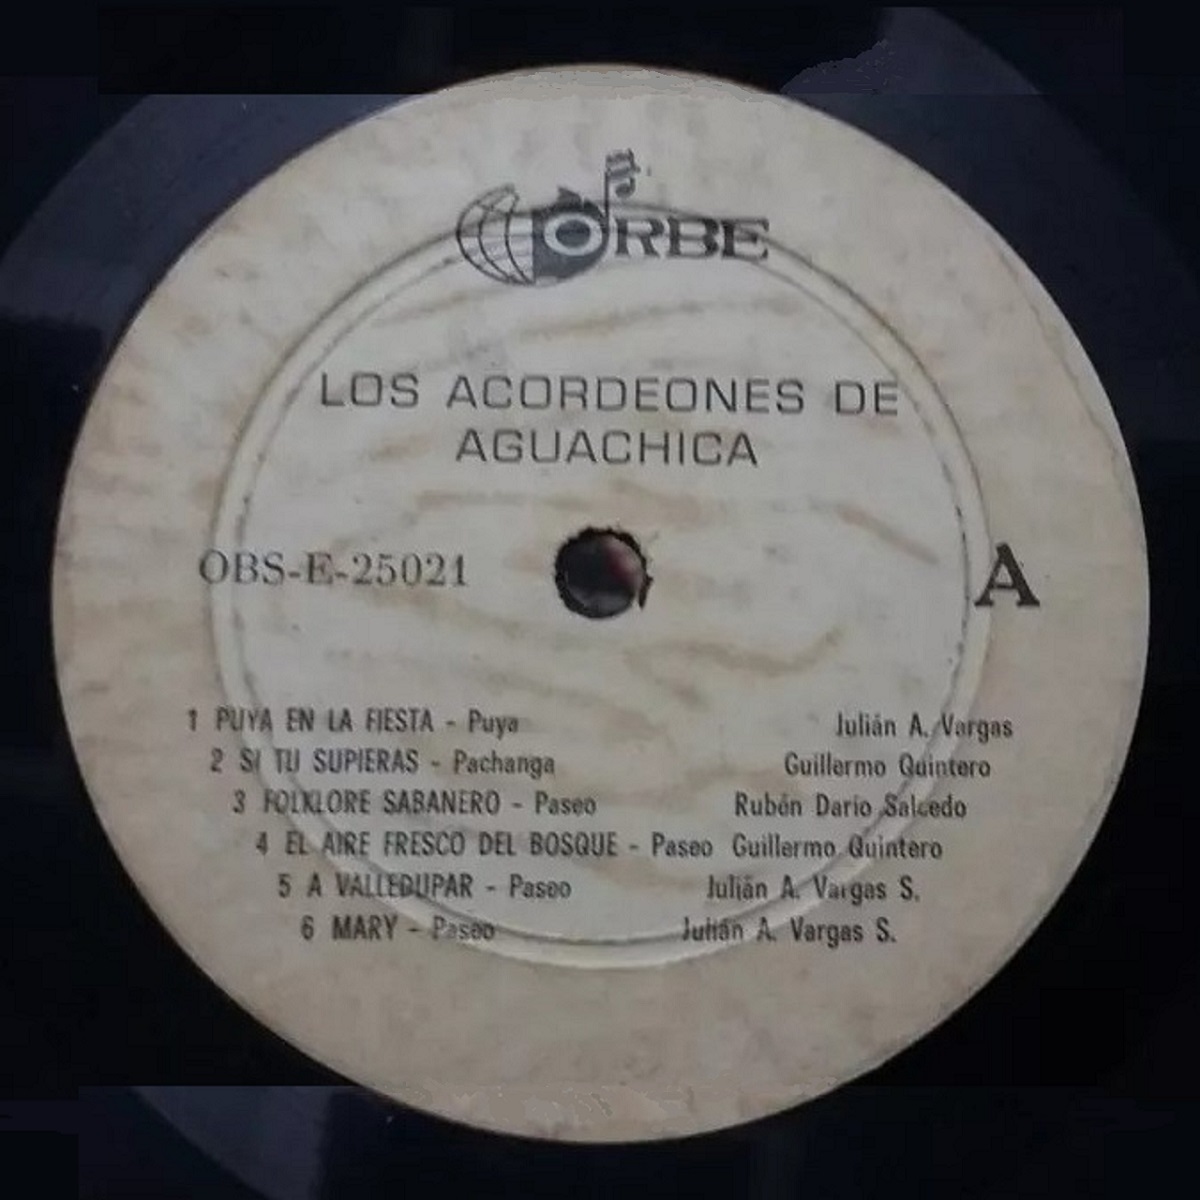 ORBE
LOS ACORDEONES DE
AGUACHICA
OBS-E-25021
A
1 PUYA EN LA FIESTA - Puya Julián A. Vargas
2 SI TU SUPIERAS - Pachanga Guillermo Quintero
3 FOLKLORE SABANERO - Paseo Rubén Darío Salcedo
4 EL AIRE FRESCO DEL BOSQUE - Paseo Guillermo Quintero
5 A VALLEDUPAR - Paseo Julián A. Vargas S.
6 MARY - Paseo Julián A. Vargas S.